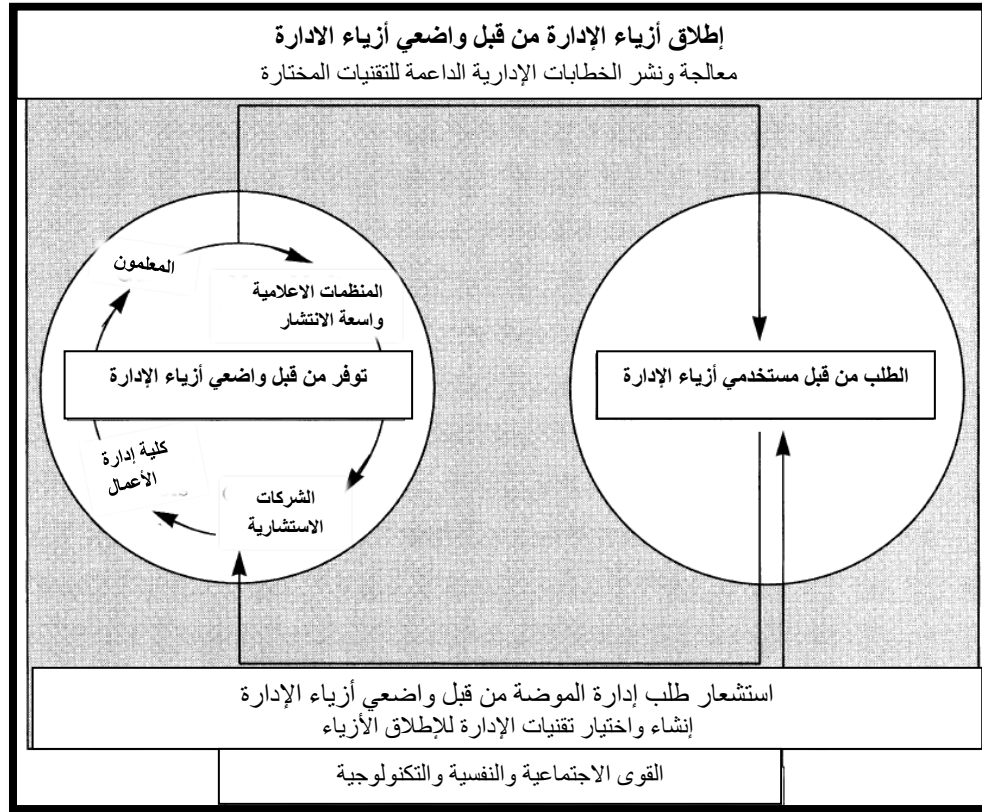 إطلاق أزياء الإدارة من قبل واضعي أزياء الادارة
معالجة ونشر الخطابات الإدارية الداعمة للتقنيات المختارة
المعلمون
المنظمات الاعلامية
واسعة الانتشار
توفر من قبل واضعي أزياء الإدارة
الطلب من قبل مستخدمي أزياء الإدارة
كلية إدارة
الأعمال
الشركات
الاستشارية
استشعار طلب إدارة الموضة من قبل واضعي أزياء الإدارة
إنشاء واختيار تقنيات الإدارة للإطلاق الأزياء
القوى الاجتماعية والنفسية والتكنولوجية